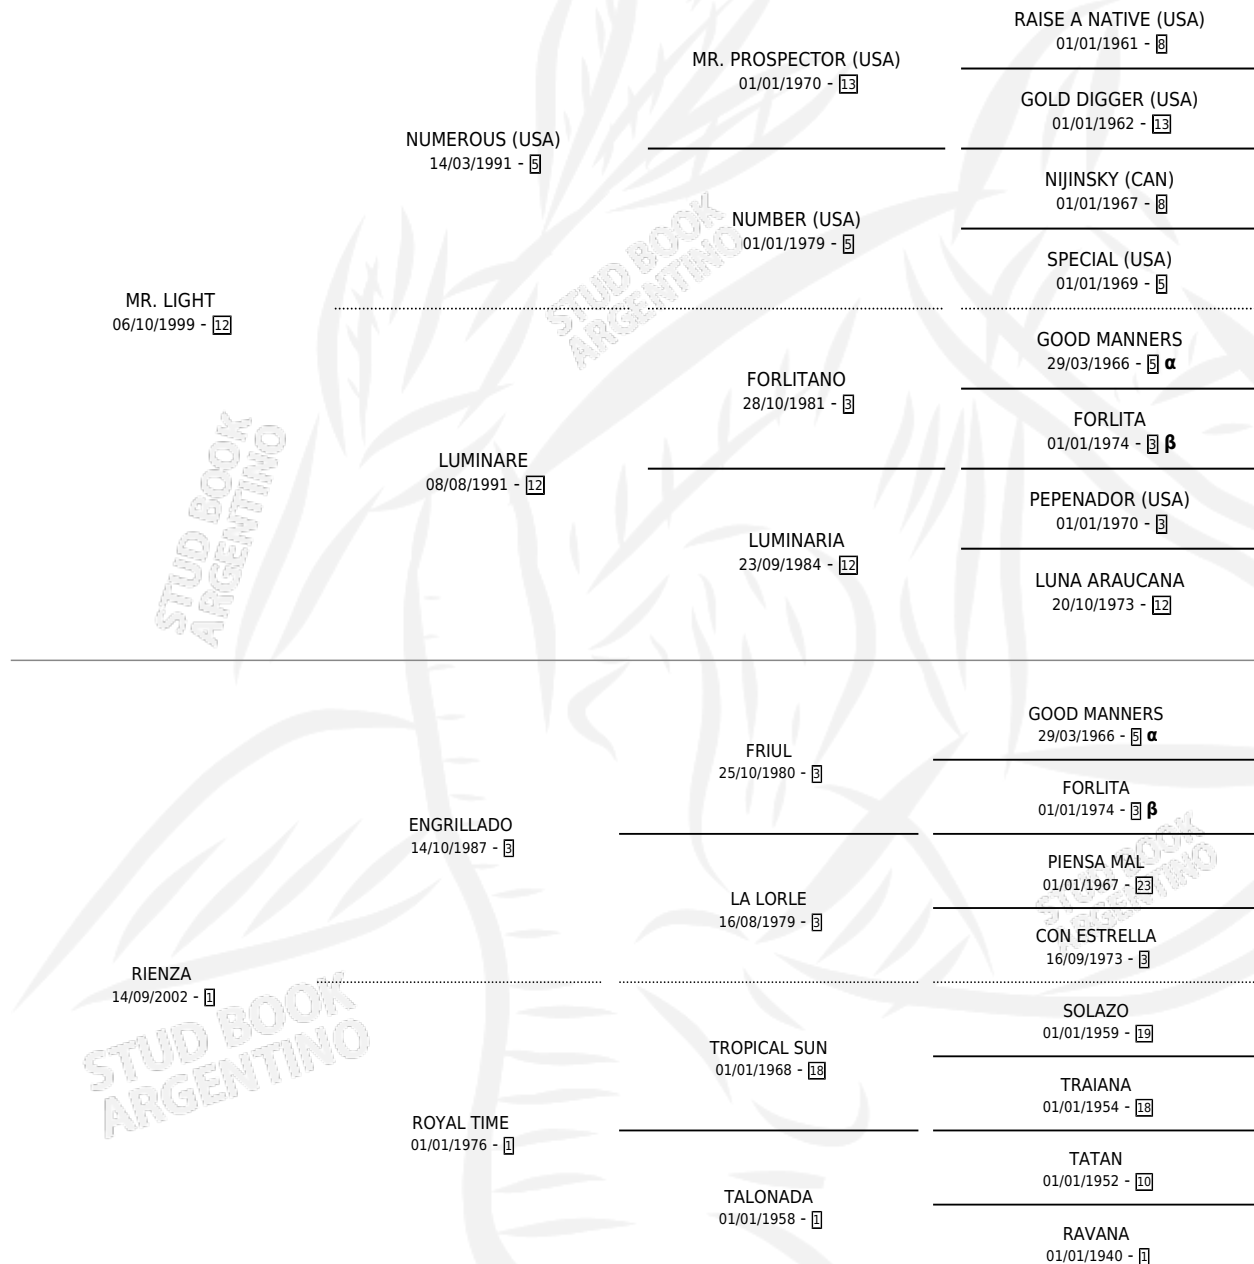 RAISE A NATIVE (USA)
01/01/1961 - 8
MR. PROSPECTOR (USA)
01/01/1970 - 13
GOLD DIGGER (USA)
01/01/1962 - 13
NUMEROUS (USA)
14/03/1991 - 5
NIJINSKY (CAN)
01/01/1967 - 8
NUMBER (USA)
01/01/1979 - 5
SPECIAL (USA)
01/01/1969 - 5
MR. LIGHT
06/10/1999 - 12
GOOD MANNERS
29/03/1966 - 5 α
FORLITANO
28/10/1981 - 3
FORLITA
01/01/1974 - 3 β
LUMINARE
08/08/1991 - 12
PEPENADOR (USA)
01/01/1970 - 3
LUMINARIA
23/09/1984 - 12
LUNA ARAUCANA
20/10/1973 - 12
GOOD MANNERS
29/03/1966 - 5 α
FRIUL
25/10/1980 - 3
FORLITA
01/01/1974 - 3 β
ENGRILLADO
14/10/1987 - 3
PIENSA MAL
01/01/1967 - 23
LA LORLE
16/08/1979 - 3
CON ESTRELLA
16/09/1973 - 3
RIENZA
14/09/2002 - 1
SOLAZO
01/01/1959 - 19
TROPICAL SUN
01/01/1968 - 18
TRAIANA
01/01/1954 - 18
ROYAL TIME
01/01/1976 - 1
TATAN
01/01/1952 - 10
TALONADA
01/01/1958 - 1
RAVANA
01/01/1940 - 1
STUD BOOK
ARGENTINO
STUD BOOK
ARGENTINO
STUD BOOK
ARGENTINO
STUD BOOK
ARGENTINO